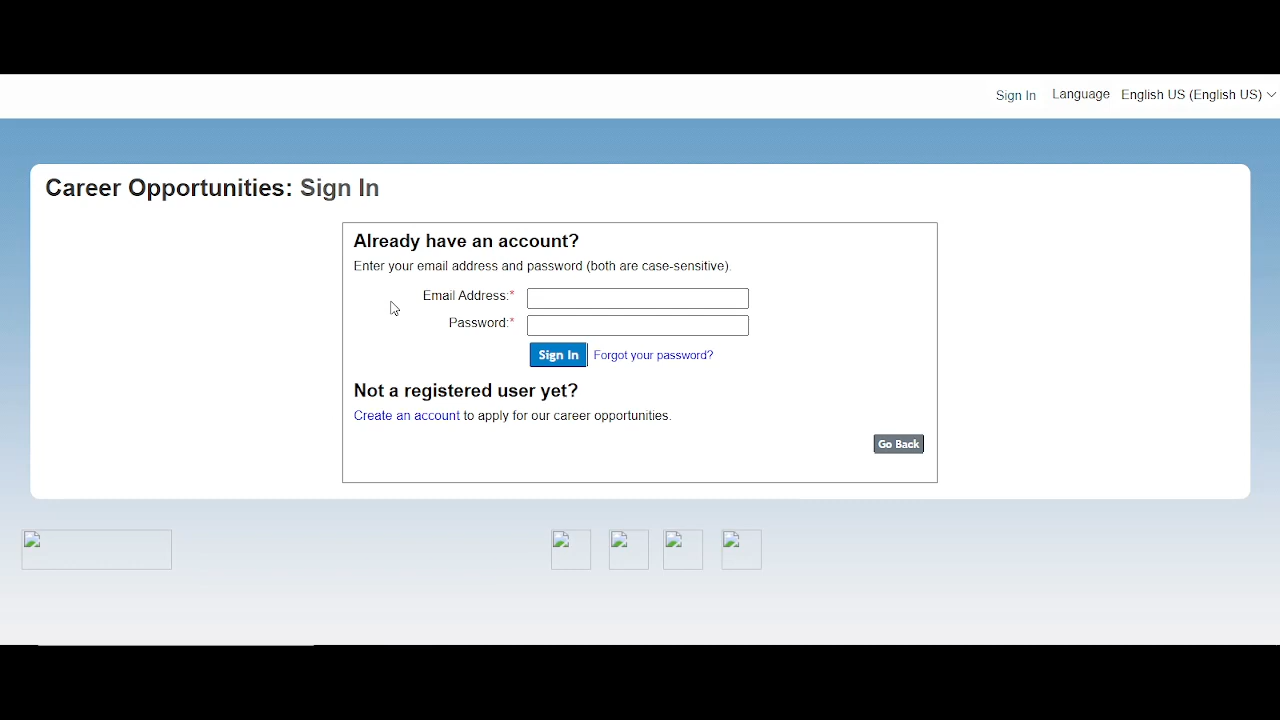 Sign In Language English US (English US)
Career Opportunities: Sign In
Already have an account?
Enter your email address and password (both are case-sensitive).
Email Address:*
Password:*
Sign In Forgot your password?
Not a registered user yet?
Create an account to apply for our career opportunities.
Go Back